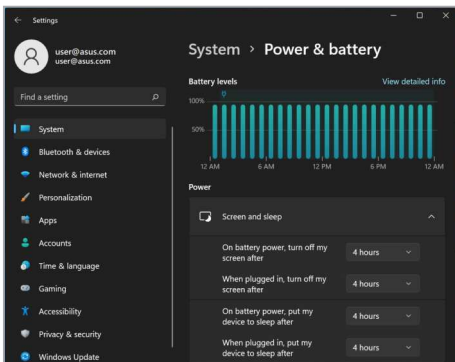 Settings
user@asus.com
user@asus.com
Find a setting
System
Bluetooth & devices
Network & internet
Personalization
Apps
Accounts
Time & language
Gaming
Accessibility
Privacy & security
Windows Update
System > Power & battery
Battery levels
View detailed info
100%
50%
12 AM 6 AM 12 PM 6 PM 12 AM
Power
Screen and sleep
On battery power, turn off my
screen after
4 hours
When plugged in, turn off my
screen after
4 hours
On battery power, put my
device to sleep after
4 hours
When plugged in, put my
device to sleep after
4 hours